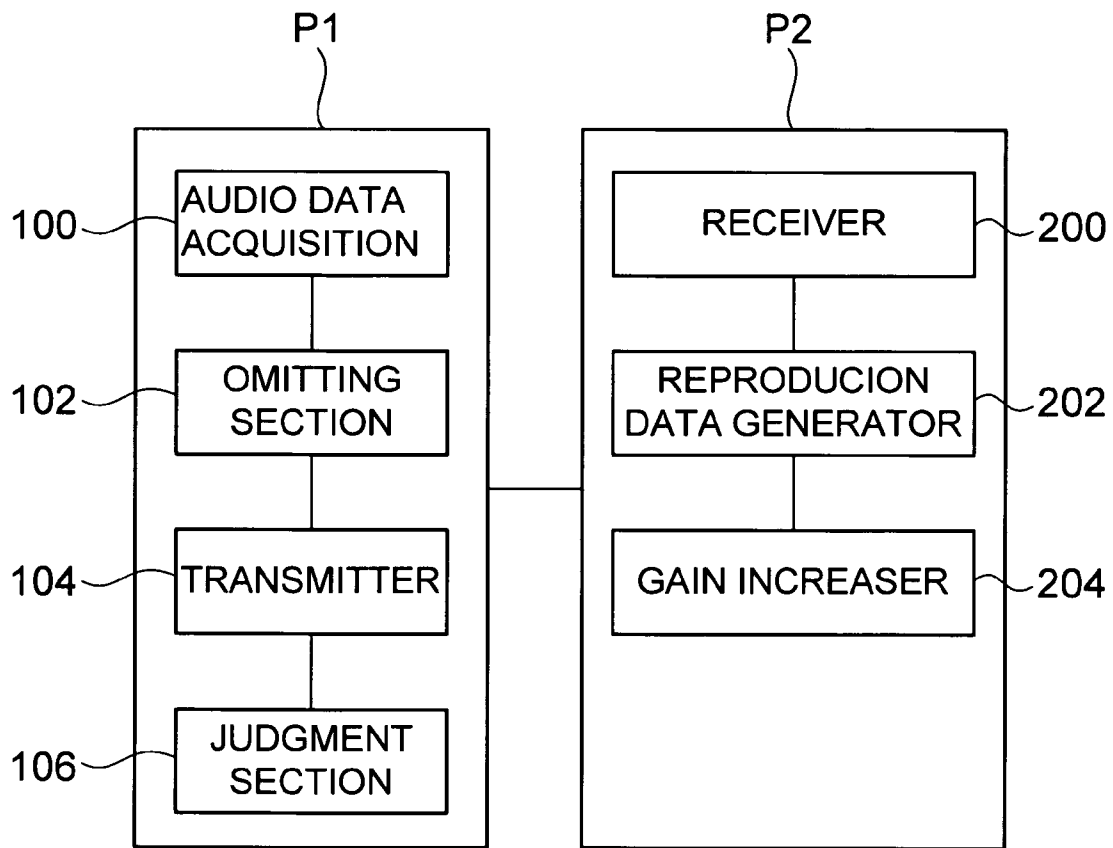 P1
P2
100
AUDIO DATA
ACQUISITION
102
OMITTING
SECTION
104
TRANSMITTER
106
JUDGMENT
SECTION
RECEIVER
200
REPRODUCION
DATA GENERATOR
202
GAIN INCREASER
204